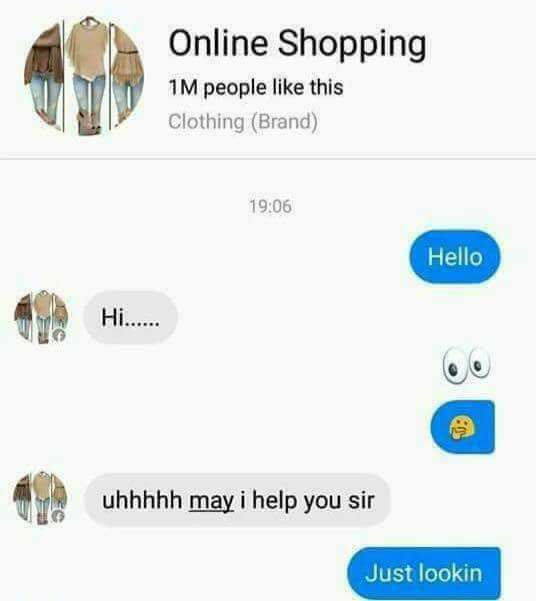 Online Shopping
1M people like this
Clothing (Brand)
19:06
Hello
Hi......
👀
🤔
uhhhhh may i help you sir
Just lookin